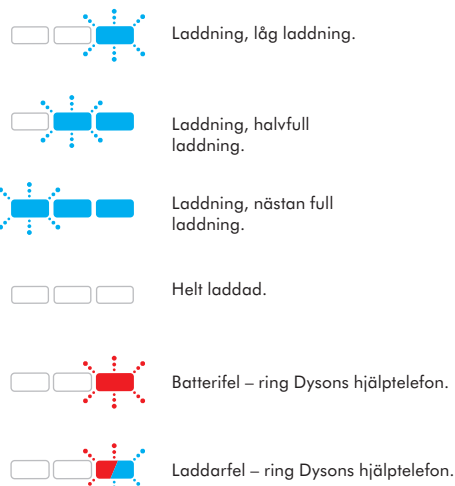 Laddning, låg laddning.
Laddning, halvfull
laddning.
Laddning, nästan full
laddning.
Helt laddad.
Batterifel – ring Dysons hjälptelefon.
Laddarfel – ring Dysons hjälptelefon.